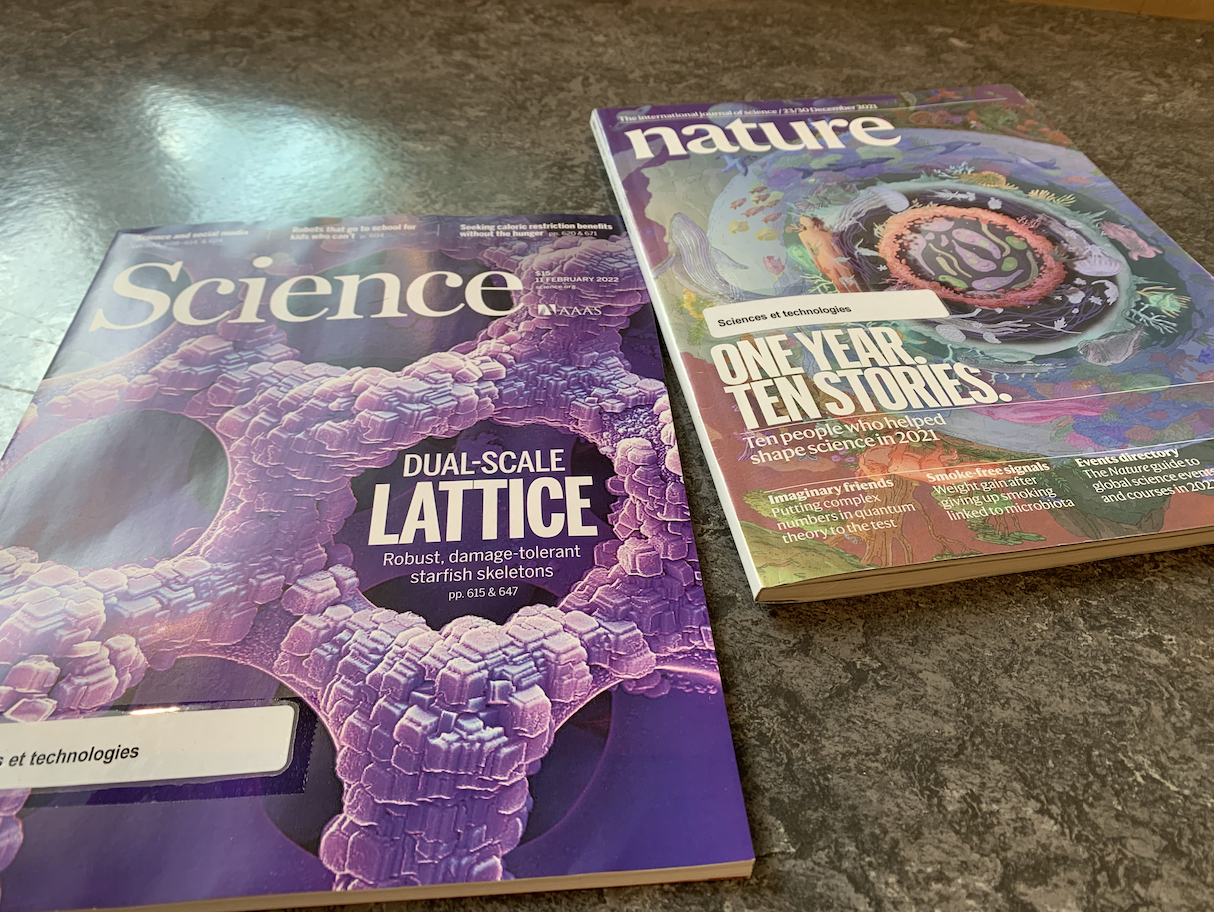 Women and social media
Robots that go to school for
kids who can't p. 604
Seeking caloric restriction benefits
without the hunger pp. 620 & 671
Science
$15
11 FEBRUARY 2022
science.org
AAAS
DUAL-SCALE
LATTICE
Robust, damage-tolerant
starfish skeletons
pp. 615 & 647
et technologies
The international journal of science / 23/30 December 2021
nature
Sciences et technologies
ONE YEAR.
TEN STORIES.
Ten people who helped
shape science in 2021
Imaginary friends
Putting complex
numbers in quantum
theory to the test
Smoke-free signals
Weight gain after
giving up smoking
linked to microbiota
Events directory
The Nature guide to
global science events
and courses in 2022